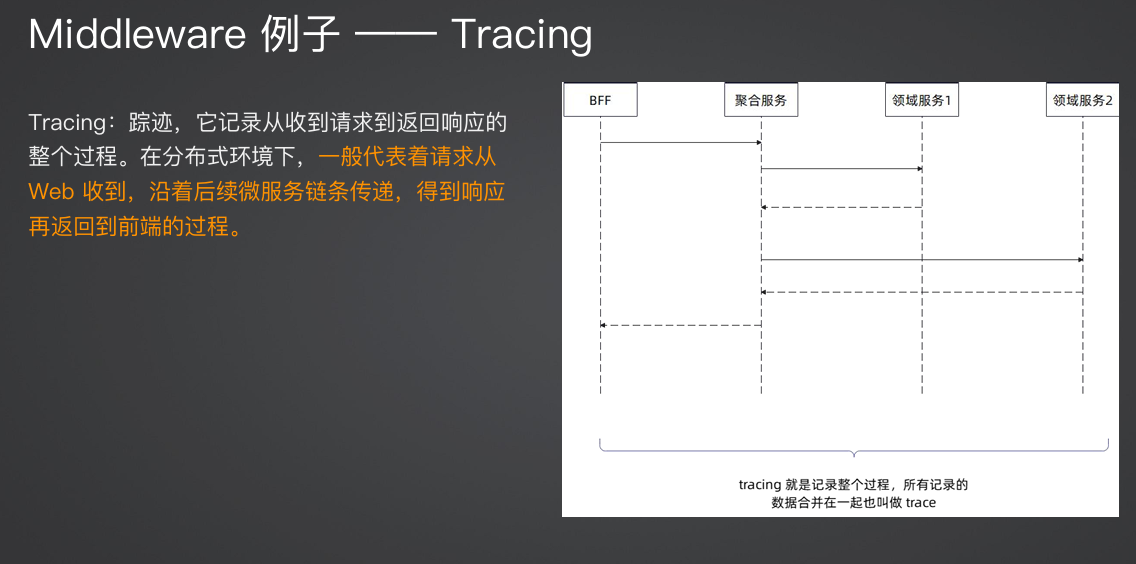 Middleware 例子 —— Tracing
Tracing：踪迹，它记录从收到请求到返回响应的
整个过程。在分布式环境下，一般代表着请求从
Web 收到，沿着后续微服务链条传递，得到响应
再返回到前端的过程。
BFF
聚合服务
领域服务1
领域服务2
tracing 就是记录整个过程，所有记录的
数据合并在一起也叫做 trace